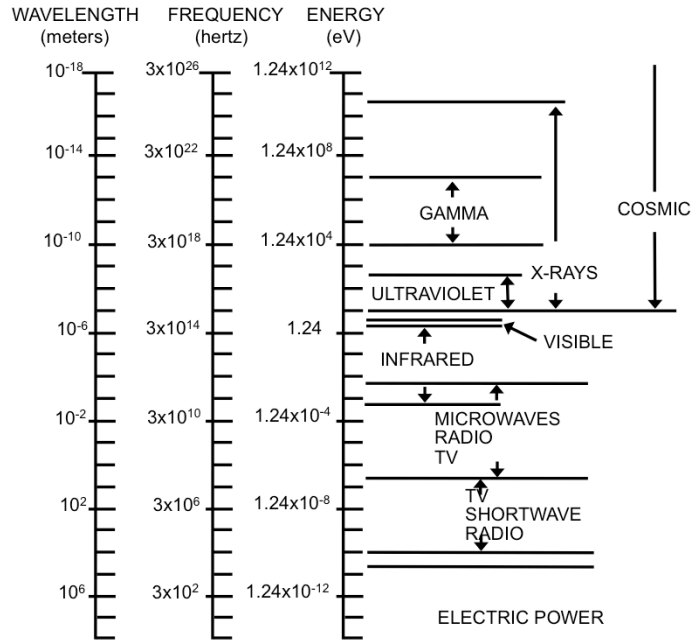 WAVELENGTH FREQUENCY ENERGY
(meters) (hertz) (eV)
10-18 3x1026 1.24x1012
10-14 3x1022 1.24x108
GAMMA
COSMIC
10-10 3x1018 1.24x104
X-RAYS
ULTRAVIOLET
10-6 3x1014 1.24
VISIBLE
INFRARED
10-2 3x1010 1.24x10-4
MICROWAVES
RADIO
TV
102 3x106 1.24x10-8
TV
SHORTWAVE
RADIO
106 3x102 1.24x10-12
ELECTRIC POWER